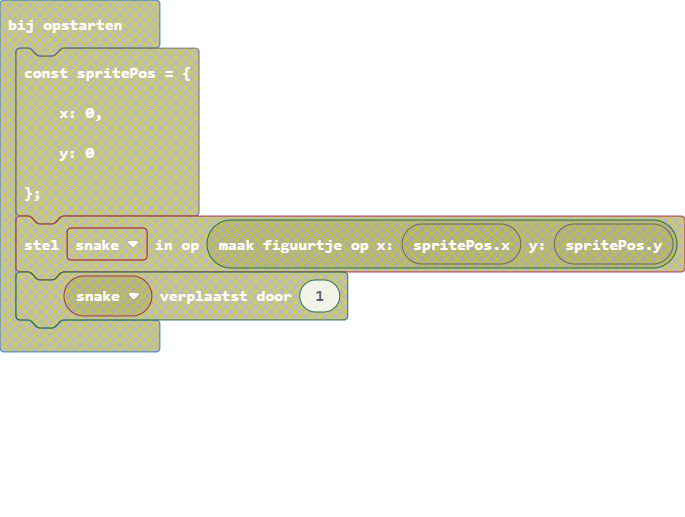 bij opstarten
const spritePos = {
x: 0,
y: 0
};
stel snake in op maak figuurtje op x: spritePos.x y: spritePos.y
snake verplaatst door 1